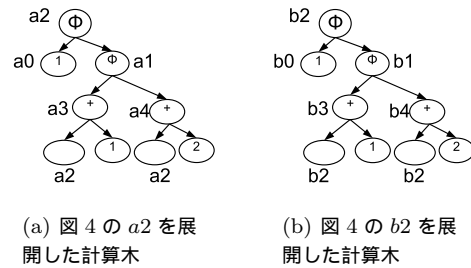 a2 Φ
a0 1 Φ a1
a3 + a4 +
1 2
a2 a2
b2 Φ
b0 1 Φ b1
b3 + b4 +
1 2
b2 b2
(a) 図 4 の a2 を展
開した計算木
(b) 図 4 の b2 を展
開した計算木